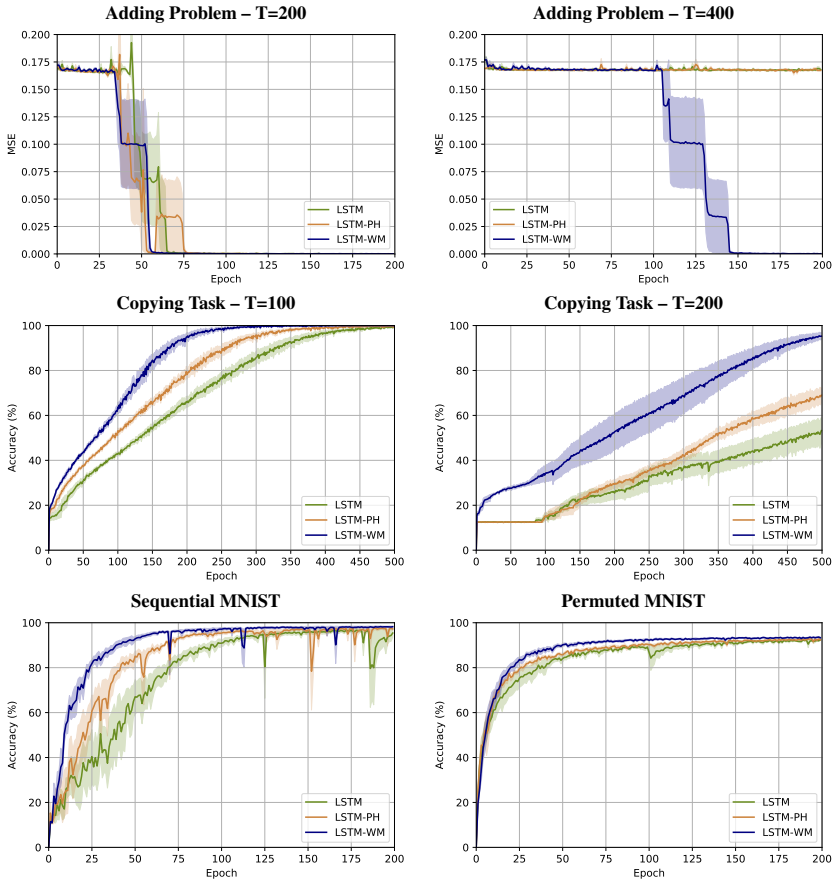 Adding Problem – T=200
0.200
0.175
0.150
0.125
0.100
0.075
0.050
0.025
0.000
MSE
LSTM
LSTM-PH
LSTM-WM
0 25 50 75 100 125 150 175 200
Epoch
Adding Problem – T=400
0.200
0.175
0.150
0.125
0.100
0.075
0.050
0.025
0.000
MSE
LSTM
LSTM-PH
LSTM-WM
0 25 50 75 100 125 150 175 200
Epoch
Copying Task – T=100
100
80
60
40
20
0
Accuracy (%)
LSTM
LSTM-PH
LSTM-WM
0 50 100 150 200 250 300 350 400 450 500
Epoch
Copying Task – T=200
100
80
60
40
20
0
Accuracy (%)
LSTM
LSTM-PH
LSTM-WM
0 50 100 150 200 250 300 350 400 450 500
Epoch
Sequential MNIST
100
80
60
40
20
0
Accuracy (%)
LSTM
LSTM-PH
LSTM-WM
0 25 50 75 100 125 150 175 200
Epoch
Permuted MNIST
100
80
60
40
20
0
Accuracy (%)
LSTM
LSTM-PH
LSTM-WM
0 25 50 75 100 125 150 175 200
Epoch